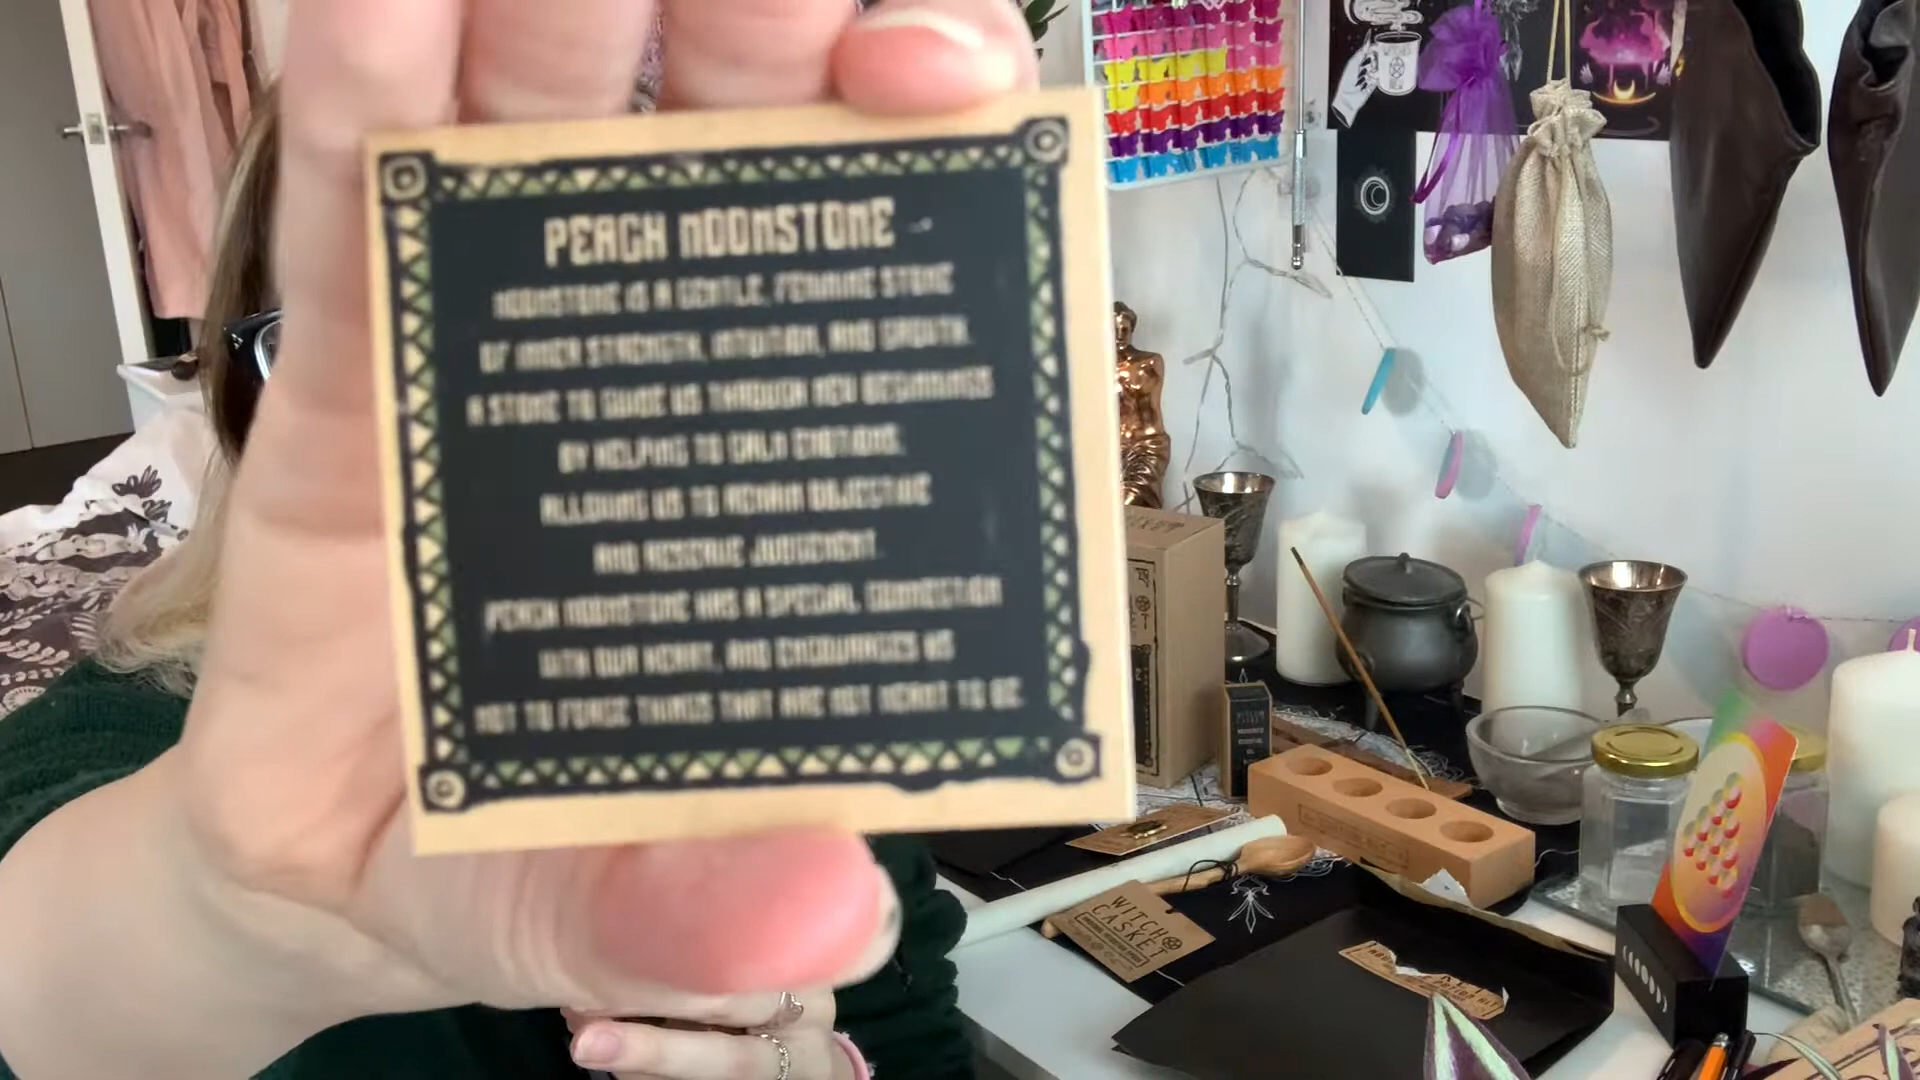 PEACH MOONSTONE
MOONSTONE IS A GENTLE, FEMININE STONE
OF INNER STRENGTH, INTUITION, AND GROWTH.
A STONE TO GUIDE US THROUGH NEW BEGINNINGS
BY HELPING TO CALM EMOTIONS,
ALLOWING US TO REMAIN OBJECTIVE
AND RESERVE JUDGEMENT.
PEACH MOONSTONE HAS A SPECIAL CONNECTION
WITH OUR HEART, AND ENCOURAGES US
NOT TO FORCE THINGS THAT ARE NOT MEANT TO BE.
WITCH
CASKET